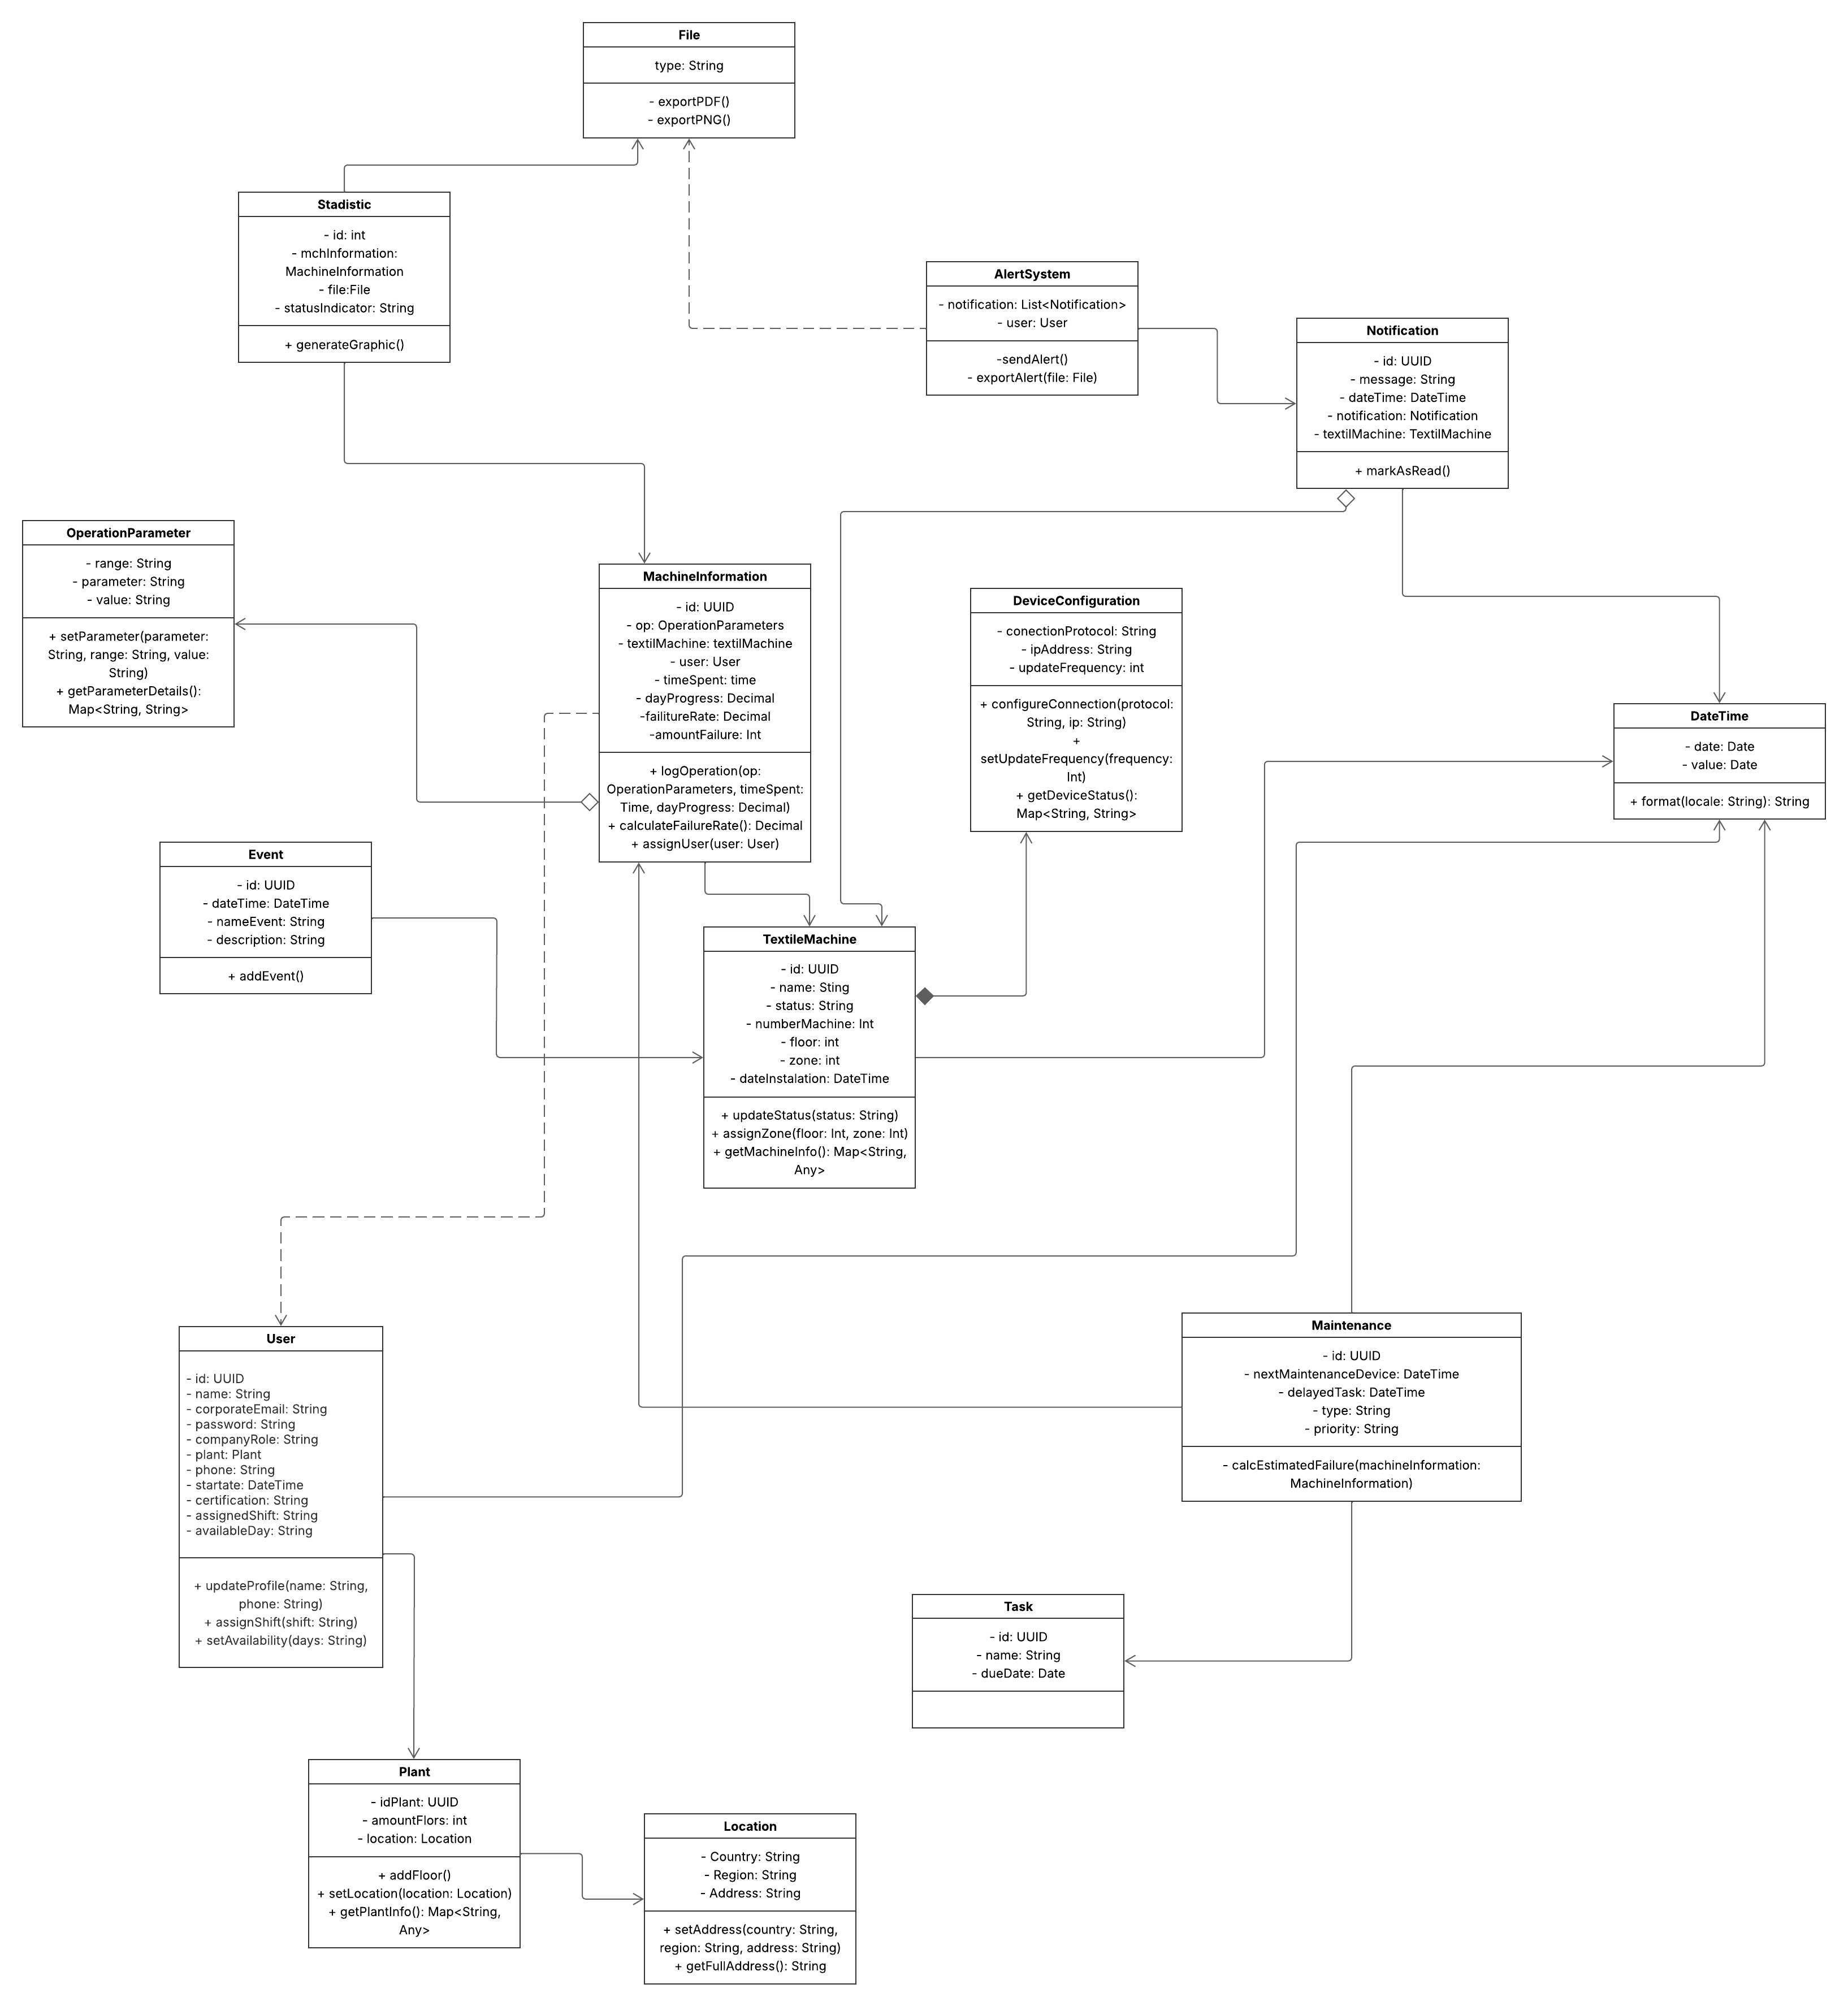 File
type: String
- exportPDF()
- exportPNG()
Stadistic
- id: int
- mchInformation:
MachineInformation
- file:File
- statusIndicator: String
+ generateGraphic()
AlertSystem
- notification: List<Notification>
- user: User
-sendAlert()
- exportAlert(file: File)
Notification
- id: UUID
- message: String
- dateTime: DateTime
- notification: Notification
- textilMachine: TextilMachine
+ markAsRead()
OperationParameter
- range: String
- parameter: String
- value: String
+ setParameter(parameter:
String, range: String, value:
String)
+ getParameterDetails():
Map<String, String>
MachineInformation
- id: UUID
- op: OperationParameters
- textilMachine: textilMachine
- user: User
- timeSpent: time
- dayProgress: Decimal
-failitureRate: Decimal
-amountFailure: Int
+ logOperation(op:
OperationParameters, timeSpent:
Time, dayProgress: Decimal)
+ calculateFailureRate(): Decimal
+ assignUser(user: User)
DeviceConfiguration
- conectionProtocol: String
- ipAddress: String
- updateFrequency: int
+ configureConnection(protocol:
String, ip: String)
+
setUpdateFrequency(frequency:
Int)
+ getDeviceStatus():
Map<String, String>
DateTime
- date: Date
- value: Date
+ format(locale: String): String
Event
- id: UUID
- dateTime: DateTime
- nameEvent: String
- description: String
+ addEvent()
TextileMachine
- id: UUID
- name: Sting
- status: String
- numberMachine: Int
- floor: int
- zone: int
- dateInstalation: DateTime
+ updateStatus(status: String)
+ assignZone(floor: Int, zone: Int)
+ getMachineInfo(): Map<String,
Any>
User
- id: UUID
- name: String
- corporateEmail: String
- password: String
- companyRole: String
- plant: Plant
- phone: String
- startate: DateTime
- certification: String
- assignedShift: String
- availableDay: String
+ updateProfile(name: String,
phone: String)
+ assignShift(shift: String)
+ setAvailability(days: String)
Maintenance
- id: UUID
- nextMaintenanceDevice: DateTime
- delayedTask: DateTime
- type: String
- priority: String
- calcEstimatedFailure(machineInformation:
MachineInformation)
Task
- id: UUID
- name: String
- dueDate: Date
Plant
- idPlant: UUID
- amountFlors: int
- location: Location
+ addFloor()
+ setLocation(location: Location)
+ getPlantInfo(): Map<String,
Any>
Location
- Country: String
- Region: String
- Address: String
+ setAddress(country: String,
region: String, address: String)
+ getFullAddress(): String